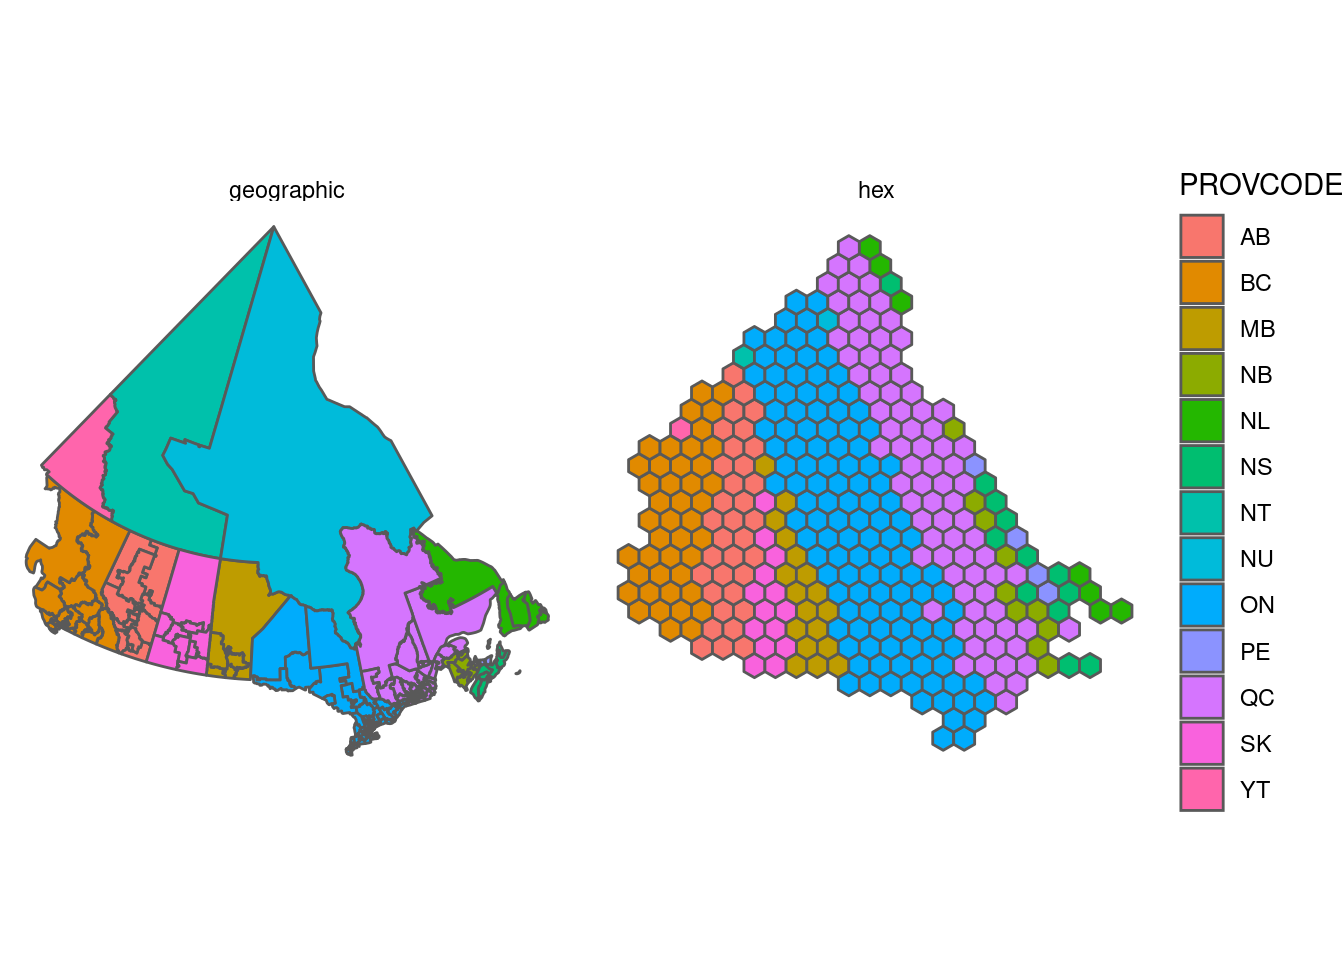 geographic
hex
PROVCODE
AB
BC
MB
NB
NL
NS
NT
NU
ON
PE
QC
SK
YT